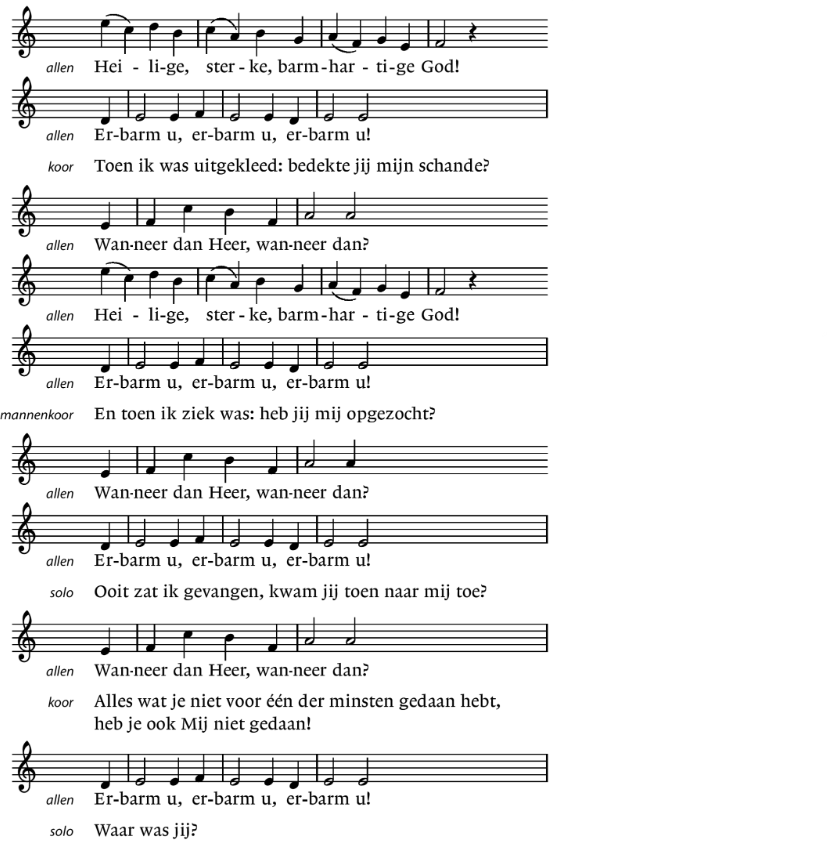 allen Hei - li-ge, ster - ke, barm-har - ti-ge God!
allen Er-barm u, er-barm u, er-barm u!
koor Toen ik was uitgekleed: bedekte jij mijn schande?
allen Wan-neer dan Heer, wan-neer dan?
allen Hei - li-ge, ster - ke, barm-har - ti-ge God!
allen Er-barm u, er-barm u, er-barm u!
mannenkoor En toen ik ziek was: heb jij mij opgezocht?
allen Wan-neer dan Heer, wan-neer dan?
allen Er-barm u, er-barm u, er-barm u!
solo Ooit zat ik gevangen, kwam jij toen naar mij toe?
allen Wan-neer dan Heer, wan-neer dan?
koor Alles wat je niet voor één der minsten gedaan hebt,
heb je ook Mij niet gedaan!
allen Er-barm u, er-barm u, er-barm u!
solo Waar was jij?